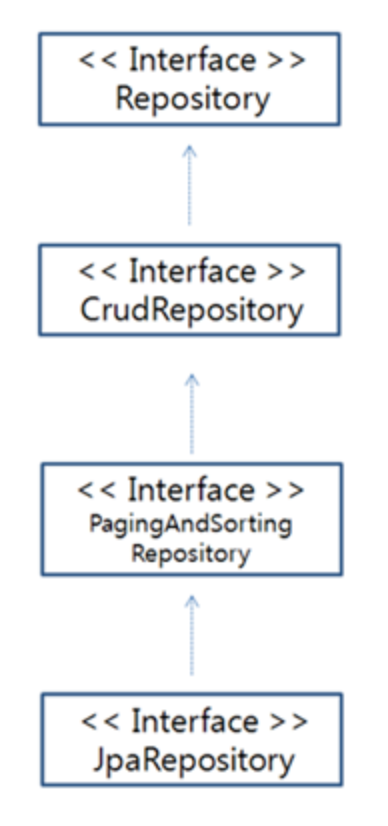 << Interface >>
Repository
<< Interface >>
CrudRepository
<< Interface >>
PagingAndSorting
Repository
<< Interface >>
JpaRepository